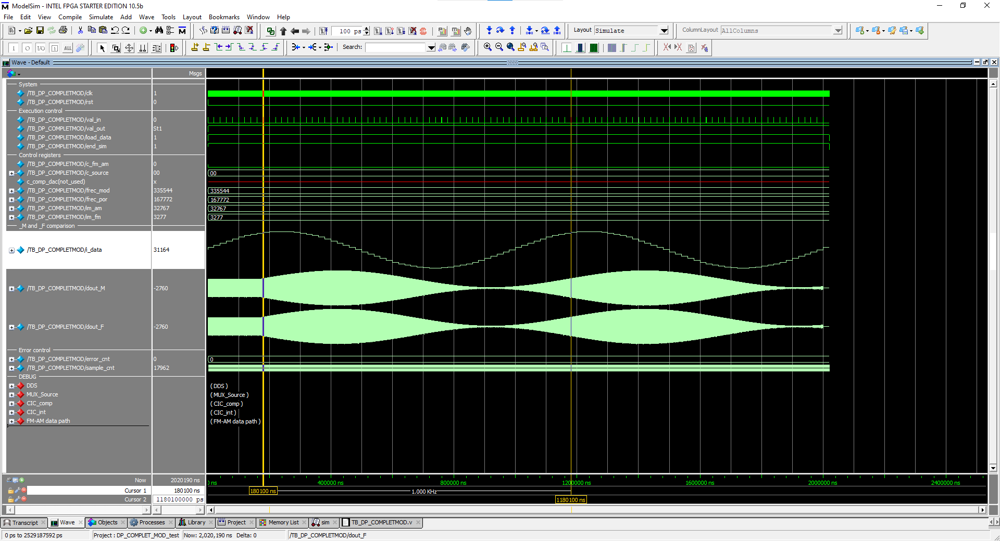 ModelSim - INTEL FPGA STARTER EDITION 10.5b
File Edit View Compile Simulate Add Wave Tools Layout Bookmarks Window Help
100 ps Layout Simulate ColumnLayout AllColumns
ALL Search:
Wave - Default
Msgs
System
/TB_DP_COMPLETMOD/clk 1
/TB_DP_COMPLETMOD/rst 0
Execution control
/TB_DP_COMPLETMOD/val_in 0
/TB_DP_COMPLETMOD/val_out St1
/TB_DP_COMPLETMOD/load_data 1
/TB_DP_COMPLETMOD/end_sim 1
Control registers
/TB_DP_COMPLETMOD/c_fm_am 0
/TB_DP_COMPLETMOD/c_source 00 00
c_comp_dac(not_used) x
/TB_DP_COMPLETMOD/frec_mod 335544 335544
/TB_DP_COMPLETMOD/frec_por 167772 167772
/TB_DP_COMPLETMOD/im_am 32767 32767
/TB_DP_COMPLETMOD/im_fm 3277 3277
_M and _F comparison
/TB_DP_COMPLETMOD/i_data 31164
/TB_DP_COMPLETMOD/dout_M -2760
/TB_DP_COMPLETMOD/dout_F -2760
Error control
/TB_DP_COMPLETMOD/error_cnt 0 0
/TB_DP_COMPLETMOD/sample_cnt 17962
DEBUG
DDS ( DDS )
MUX_Source ( MUX_Source )
CIC_comp ( CIC_comp )
CIC_int ( CIC_int )
FM-AM data path ( FM-AM data path )
Now 2020190 ns ns 400000 ns 800000 ns 1200000 ns 1600000 ns 2000000 ns 2400000 ns
Cursor 1 180100 ns 180100 ns 1.000 KHz
Cursor 2 1180100000 ps 1180100 ns
Transcript Wave Objects Processes Library Project Memory List sim TB_DP_COMPLETMOD.v
0 ps to 2529187592 ps Project : DP_COMPLET_MOD_test Now: 2,020,190 ns Delta: 0 /TB_DP_COMPLETMOD/dout_F